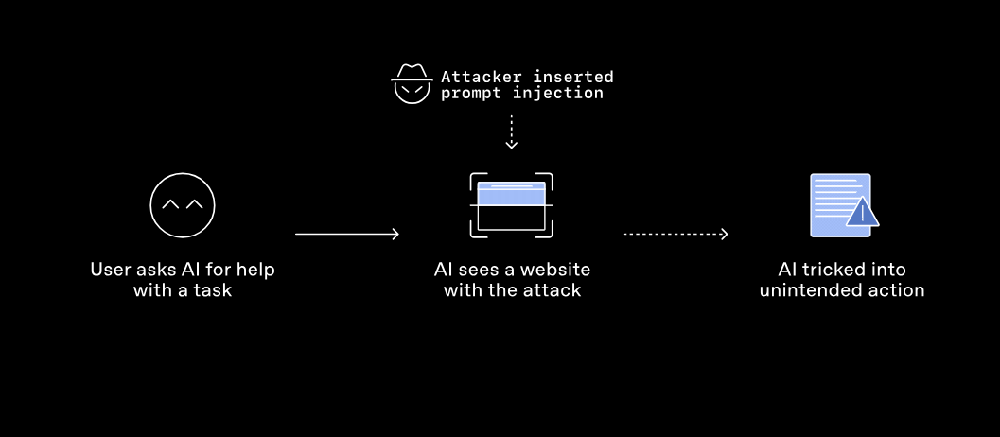 Attacker inserted
prompt injection
User asks AI for help
with a task
AI sees a website
with the attack
AI tricked into
unintended action